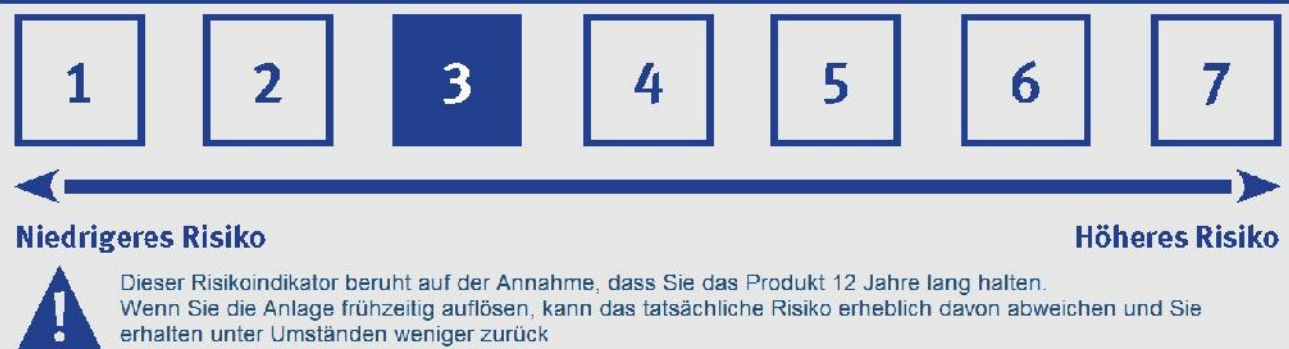 1 2 3 4 5 6 7
Niedrigeres Risiko Höheres Risiko
Dieser Risikoindikator beruht auf der Annahme, dass Sie das Produkt 12 Jahre lang halten.
Wenn Sie die Anlage frühzeitig auflösen, kann das tatsächliche Risiko erheblich davon abweichen und Sie
erhalten unter Umständen weniger zurück